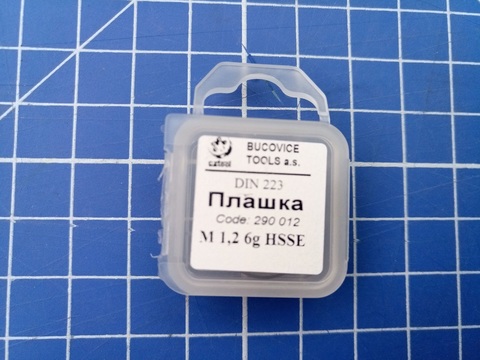 BUCOVICE
TOOLS a.s.
DIN 223
Плашка
Code: 290 012
M 1,2 6g HSSE